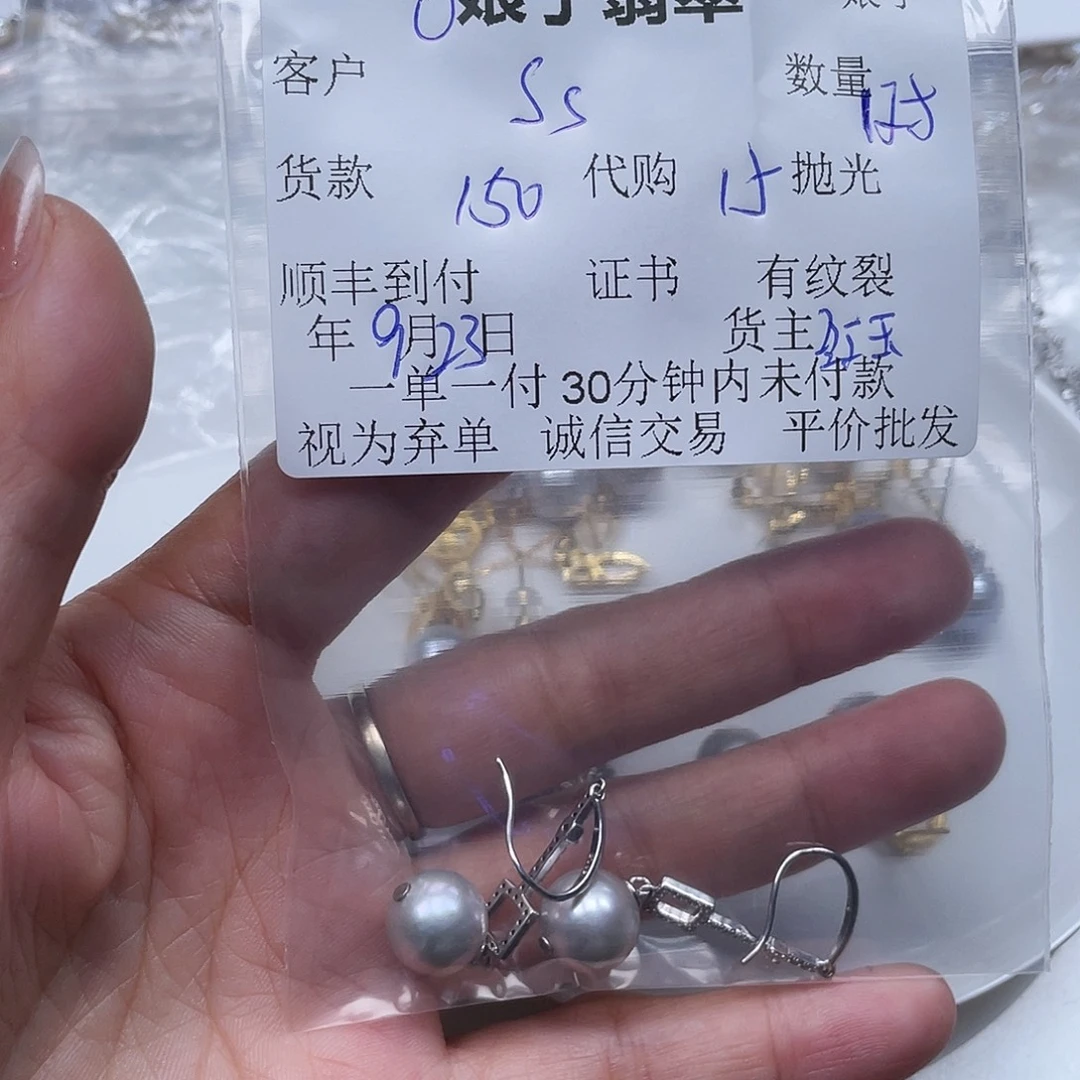 客户 Ss 数量
货款 150 代购 15 抛光
顺丰到付 证书 有纹裂
年 9月23日 货主
一单一付 30分钟内未付款
视为弃单 诚信交易 平价批发